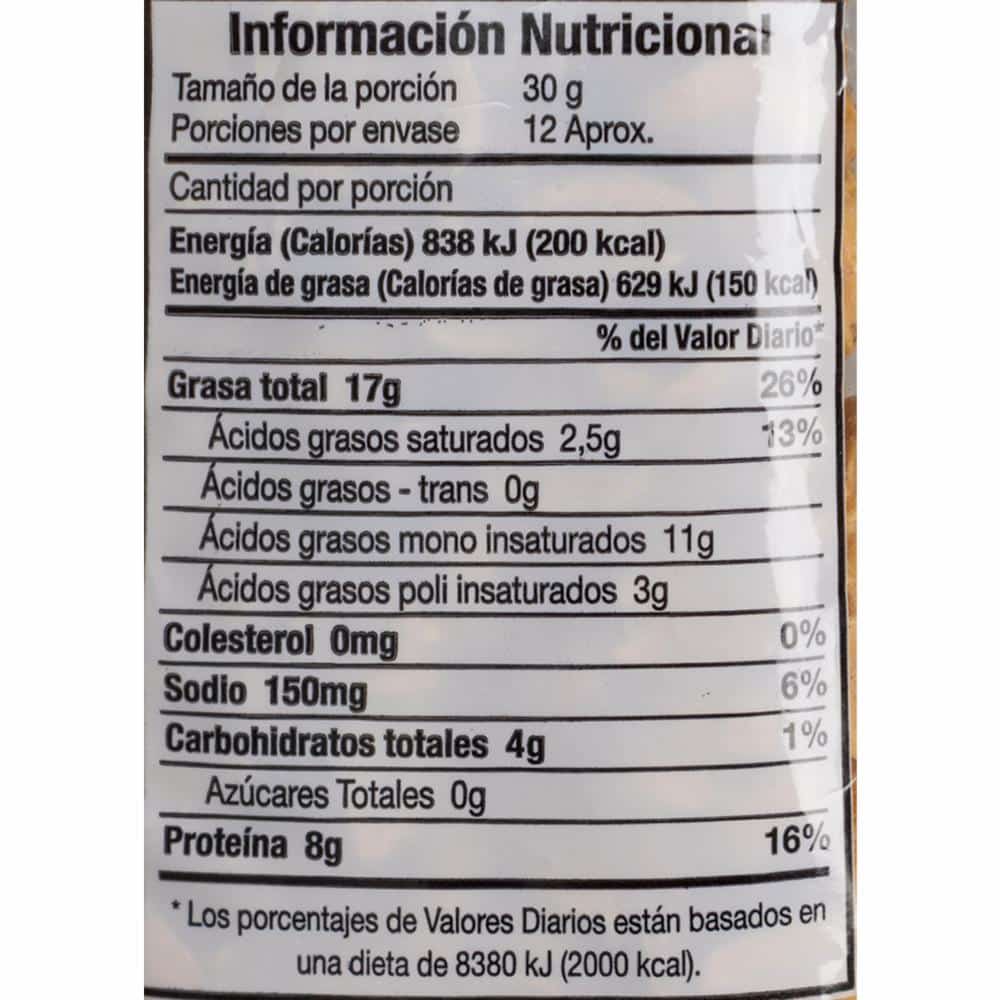 Información Nutricional
Tamaño de la porción 30 g
Porciones por envase 12 Aprox.
Cantidad por porción
Energía (Calorías) 838 kJ (200 kcal)
Energía de grasa (Calorías de grasa) 629 kJ (150 kcal)
% del Valor Diario*
Grasa total 17g 26%
Ácidos grasos saturados 2,5g 13%
Ácidos grasos - trans 0g
Ácidos grasos mono insaturados 11g
Ácidos grasos poli insaturados 3g
Colesterol 0mg 0%
Sodio 150mg 6%
Carbohidratos totales 4g 1%
Azúcares Totales 0g
Proteína 8g 16%
* Los porcentajes de Valores Diarios están basados en
una dieta de 8380 kJ (2000 kcal).